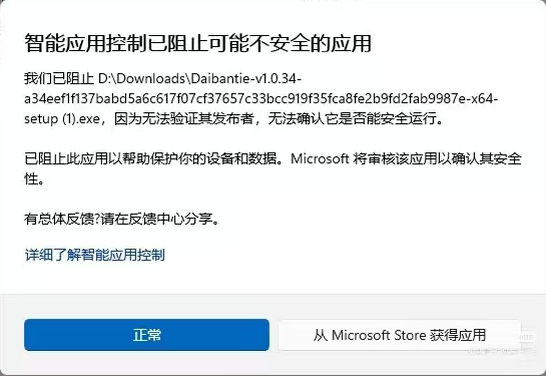 智能应用控制已阻止可能不安全的应用
我们已阻止 D:\Downloads\Daibantie-v1.0.34-
a34eef1f137babd5a6c617f07cf37657c33bcc919f35fca8fe2b9fd2fab9987e-x64-
setup (1).exe，因为无法验证其发布者，无法确认它是否能安全运行。
已阻止此应用以帮助保护你的设备和数据。Microsoft 将审核该应用以确认其安全
性。
有总体反馈?请在反馈中心分享。
详细了解智能应用控制
正常
从 Microsoft Store 获得应用